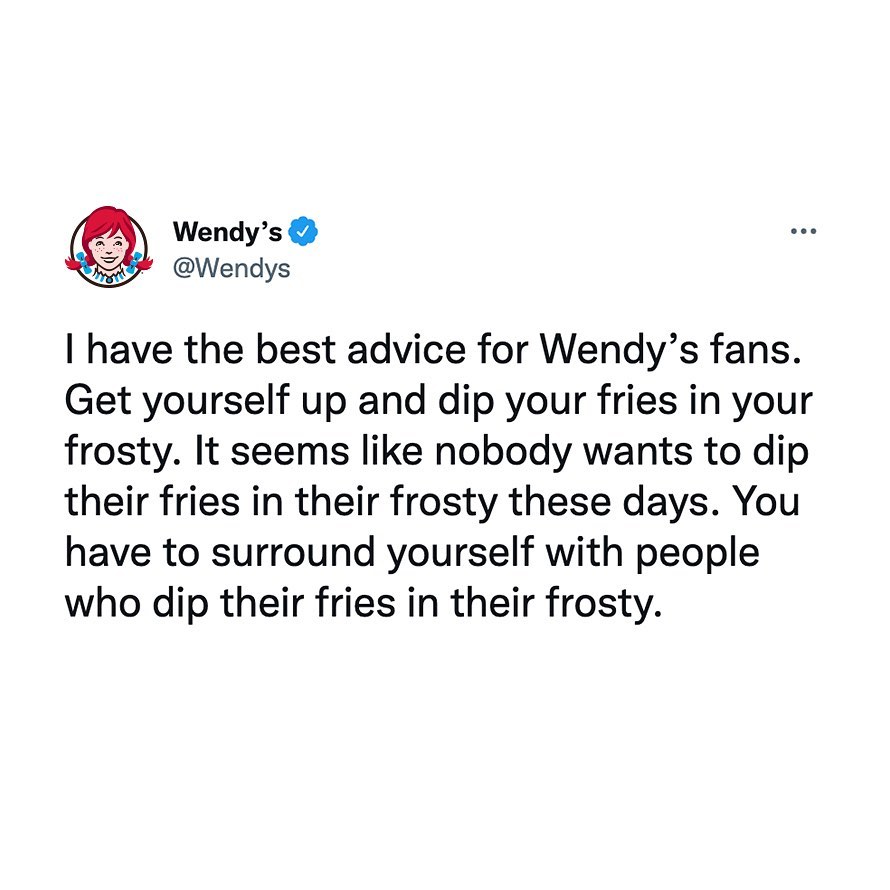 Wendy’s
@Wendys
I have the best advice for Wendy’s fans.
Get yourself up and dip your fries in your
frosty. It seems like nobody wants to dip
their fries in their frosty these days. You
have to surround yourself with people
who dip their fries in their frosty.